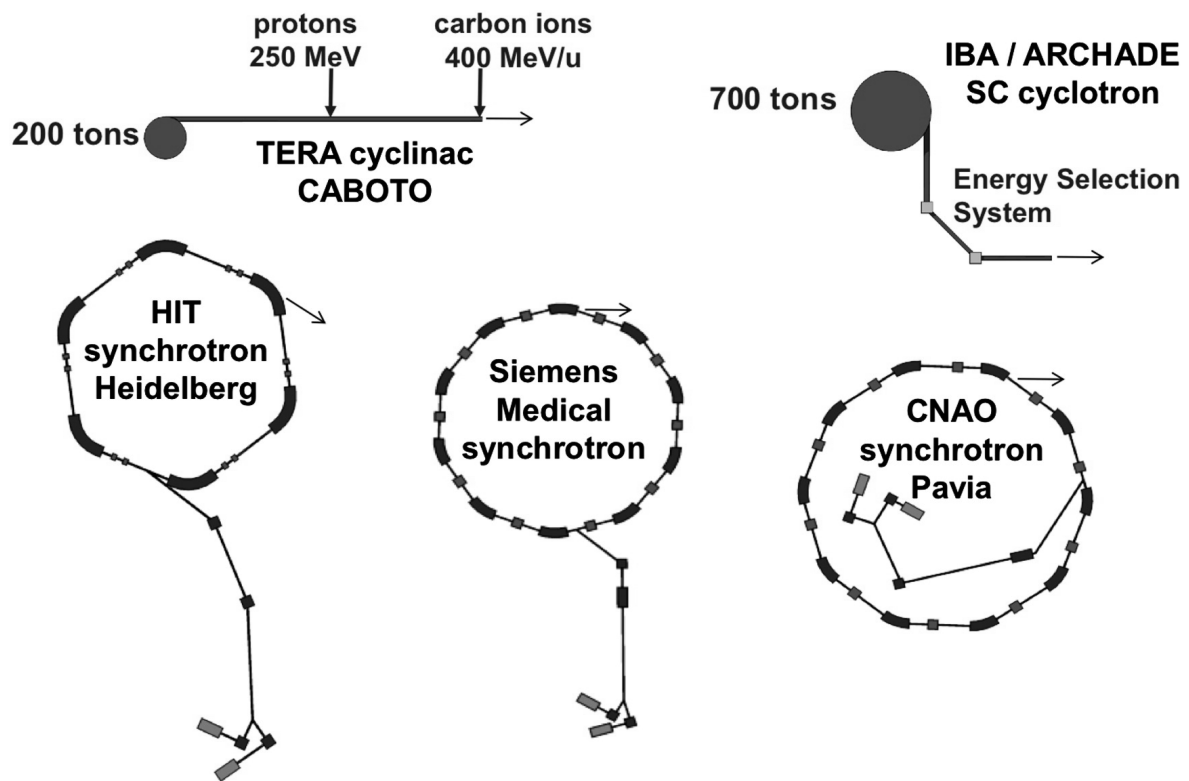 protons
250 MeV
carbon ions
400 MeV/u
200 tons
TERA cyclinac
CABOTO
IBA / ARCHADE
SC cyclotron
700 tons
Energy Selection
System
HIT
synchrotron
Heidelberg
Siemens
Medical
synchrotron
CNAO
synchrotron
Pavia